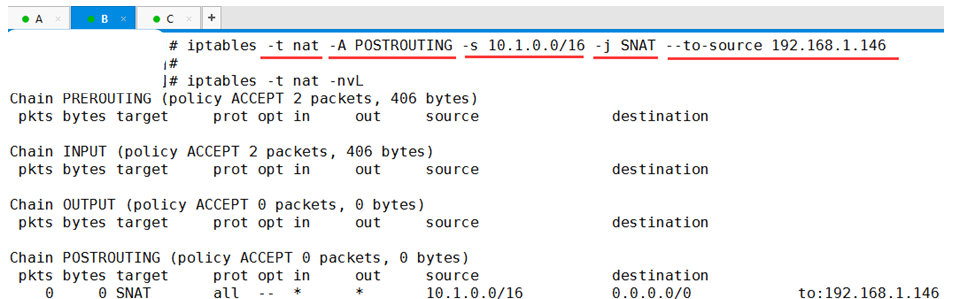 A × B × C × +
# iptables -t nat -A POSTROUTING -s 10.1.0.0/16 -j SNAT --to-source 192.168.1.146
]#
]# iptables -t nat -nvL
Chain PREROUTING (policy ACCEPT 2 packets, 406 bytes)
pkts bytes target prot opt in out source destination
Chain INPUT (policy ACCEPT 2 packets, 406 bytes)
pkts bytes target prot opt in out source destination
Chain OUTPUT (policy ACCEPT 0 packets, 0 bytes)
pkts bytes target prot opt in out source destination
Chain POSTROUTING (policy ACCEPT 0 packets, 0 bytes)
pkts bytes target prot opt in out source destination
0 0 SNAT all -- * * 10.1.0.0/16 0.0.0.0/0 to:192.168.1.146